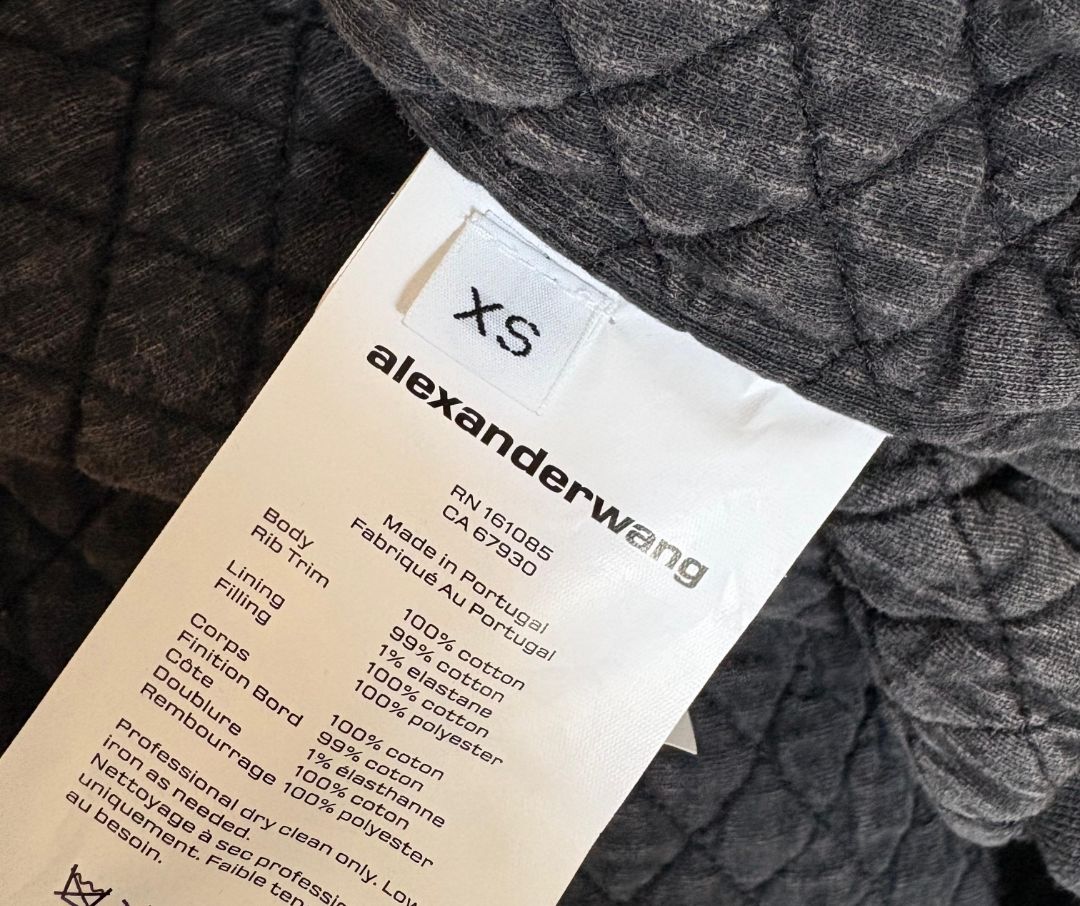 XS
alexanderwang
RN 161085
CA 67930
Made in Portugal
Fabriqué Au Portugal
Body 100% cotton
Rib Trim 99% cotton
1% elastane
Lining 100% cotton
Filling 100% polyester
Corps 100% coton
Finition Bord 99% coton
Côte 1% élasthanne
Doublure 100% coton
Rembourrage 100% polyester
Professional dry clean only. Low
iron as needed.
Nettoyage à sec
uniquement. Faible
au besoin.